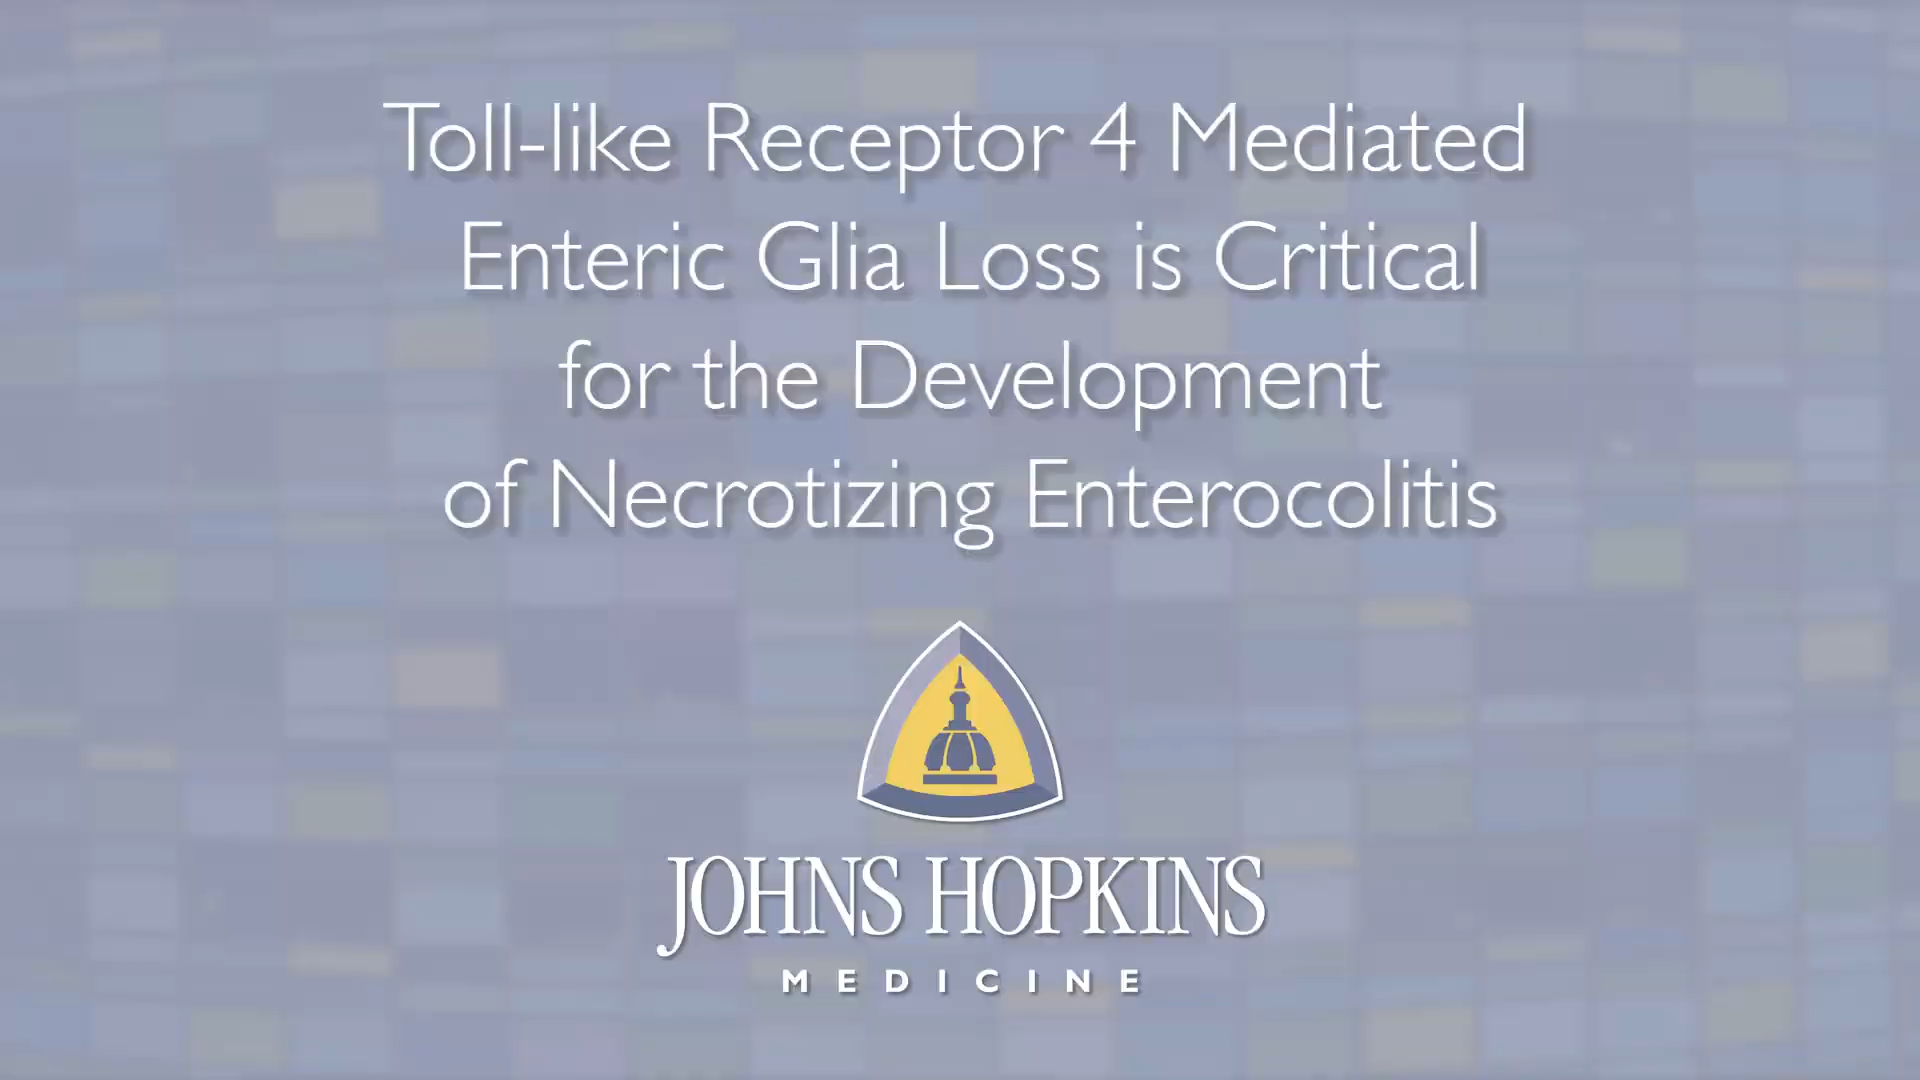 Toll-like Receptor 4 Mediated
Enteric Glia Loss is Critical
for the Development
of Necrotizing Enterocolitis
JOHNS HOPKINS
MEDICINE